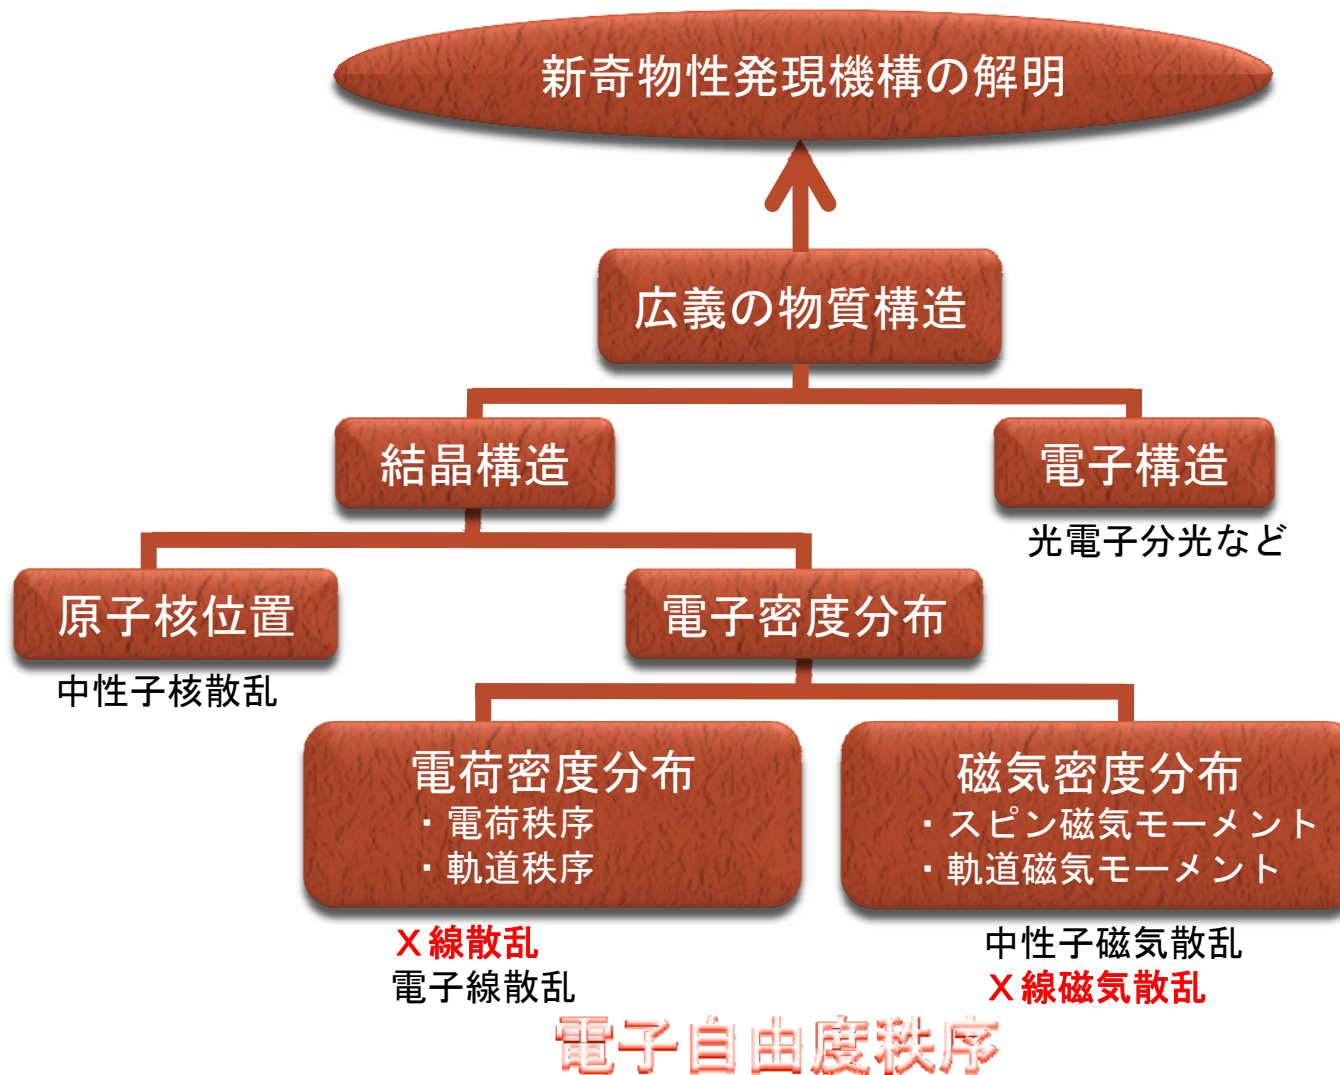 新奇物性発現機構の解明
広義の物質構造
結晶構造
電子構造
光電子分光など
原子核位置
中性子核散乱
電子密度分布
電荷密度分布
・電荷秩序
・軌道秩序
X線散乱
電子線散乱
磁気密度分布
・スピン磁気モーメント
・軌道磁気モーメント
中性子磁気散乱
X線磁気散乱
電子自由度秩序